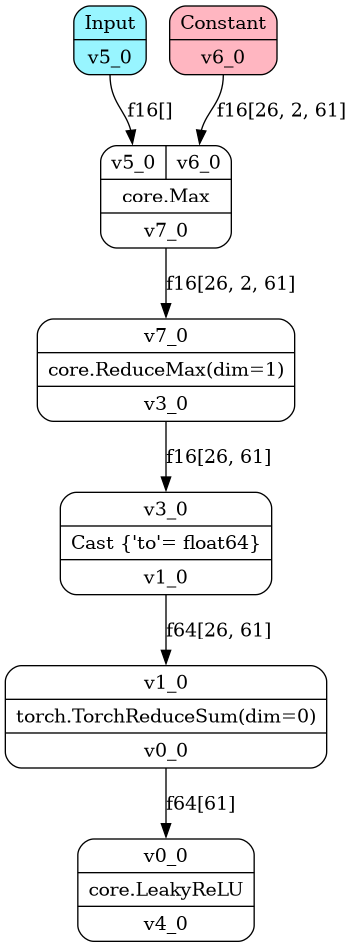 Input
v5_0
Constant
v6_0
f16[]
f16[26, 2, 61]
v5_0
v6_0
core.Max
v7_0
f16[26, 2, 61]
v7_0
core.ReduceMax(dim=1)
v3_0
f16[26, 61]
v3_0
Cast {'to'= float64}
v1_0
f64[26, 61]
v1_0
torch.TorchReduceSum(dim=0)
v0_0
f64[61]
v0_0
core.LeakyReLU
v4_0